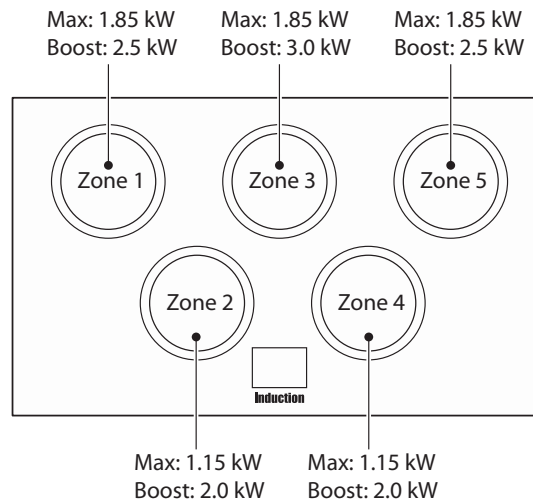 Max: 1.85 kW
Boost: 2.5 kW
Max: 1.85 kW
Boost: 3.0 kW
Max: 1.85 kW
Boost: 2.5 kW
Zone 1
Zone 3
Zone 5
Zone 2
Zone 4
Induction
Max: 1.15 kW
Boost: 2.0 kW
Max: 1.15 kW
Boost: 2.0 kW